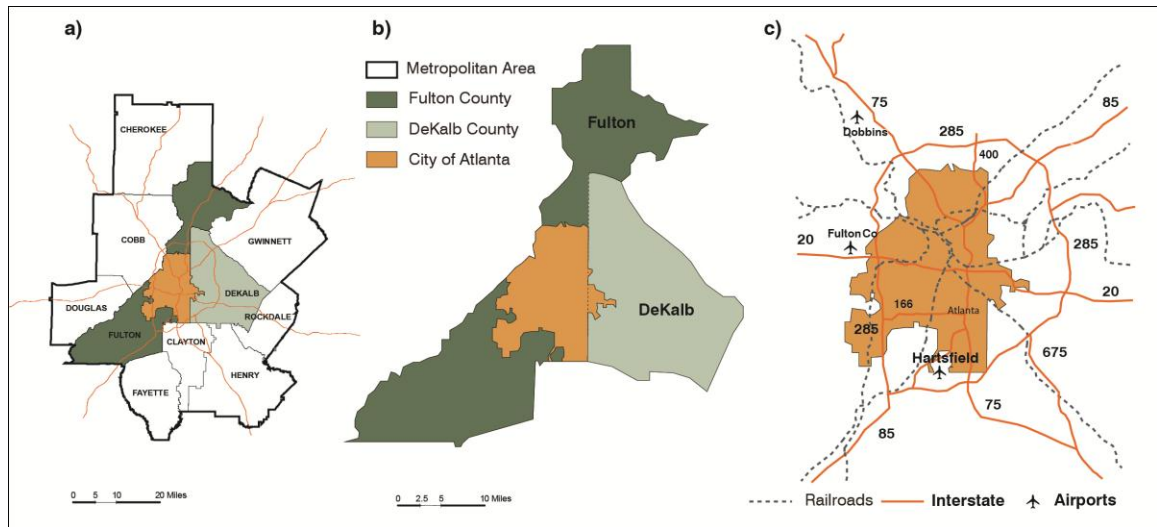 a)
CHEROKEE
COBB
GWINNETT
DOUGLAS
DEKALB
ROCKDALE
FULTON
CLAYTON
HENRY
FAYETTE
0 5 10 20 Miles
b)
Metropolitan Area
Fulton County
DeKalb County
City of Atlanta
Fulton
DeKalb
0 2.5 5 10 Miles
c)
75
85
Dobbins
285
400
Fulton Co
20
285
20
166
Atlanta
285
Hartsfield
675
75
85
Railroads Interstate Airports